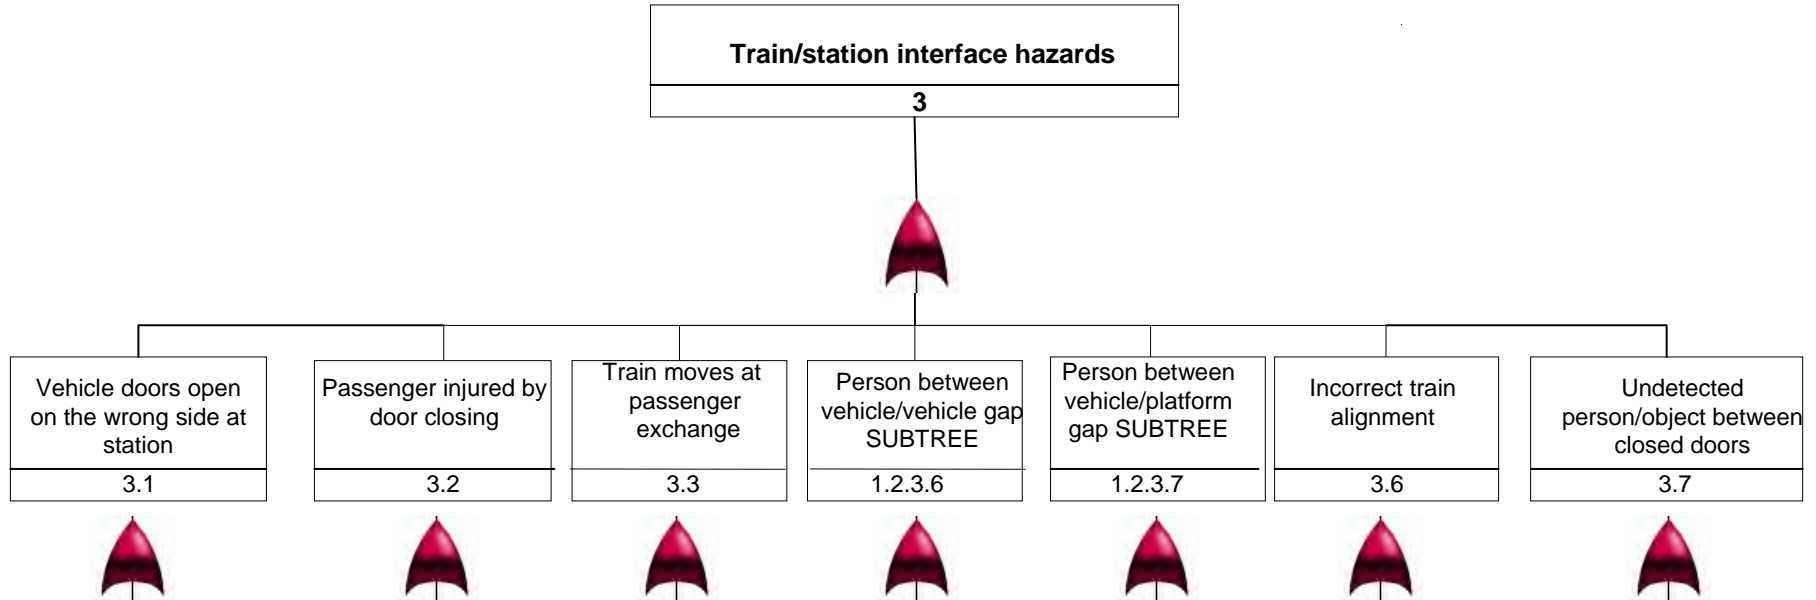 Train/station interface hazards
3
Vehicle doors open
on the wrong side at
station
3.1
Passenger injured by
door closing
3.2
Train moves at
passenger
exchange
3.3
Person between
vehicle/vehicle gap
SUBTREE
1.2.3.6
Person between
vehicle/platform
gap SUBTREE
1.2.3.7
Incorrect train
alignment
3.6
Undetected
person/object between
closed doors
3.7